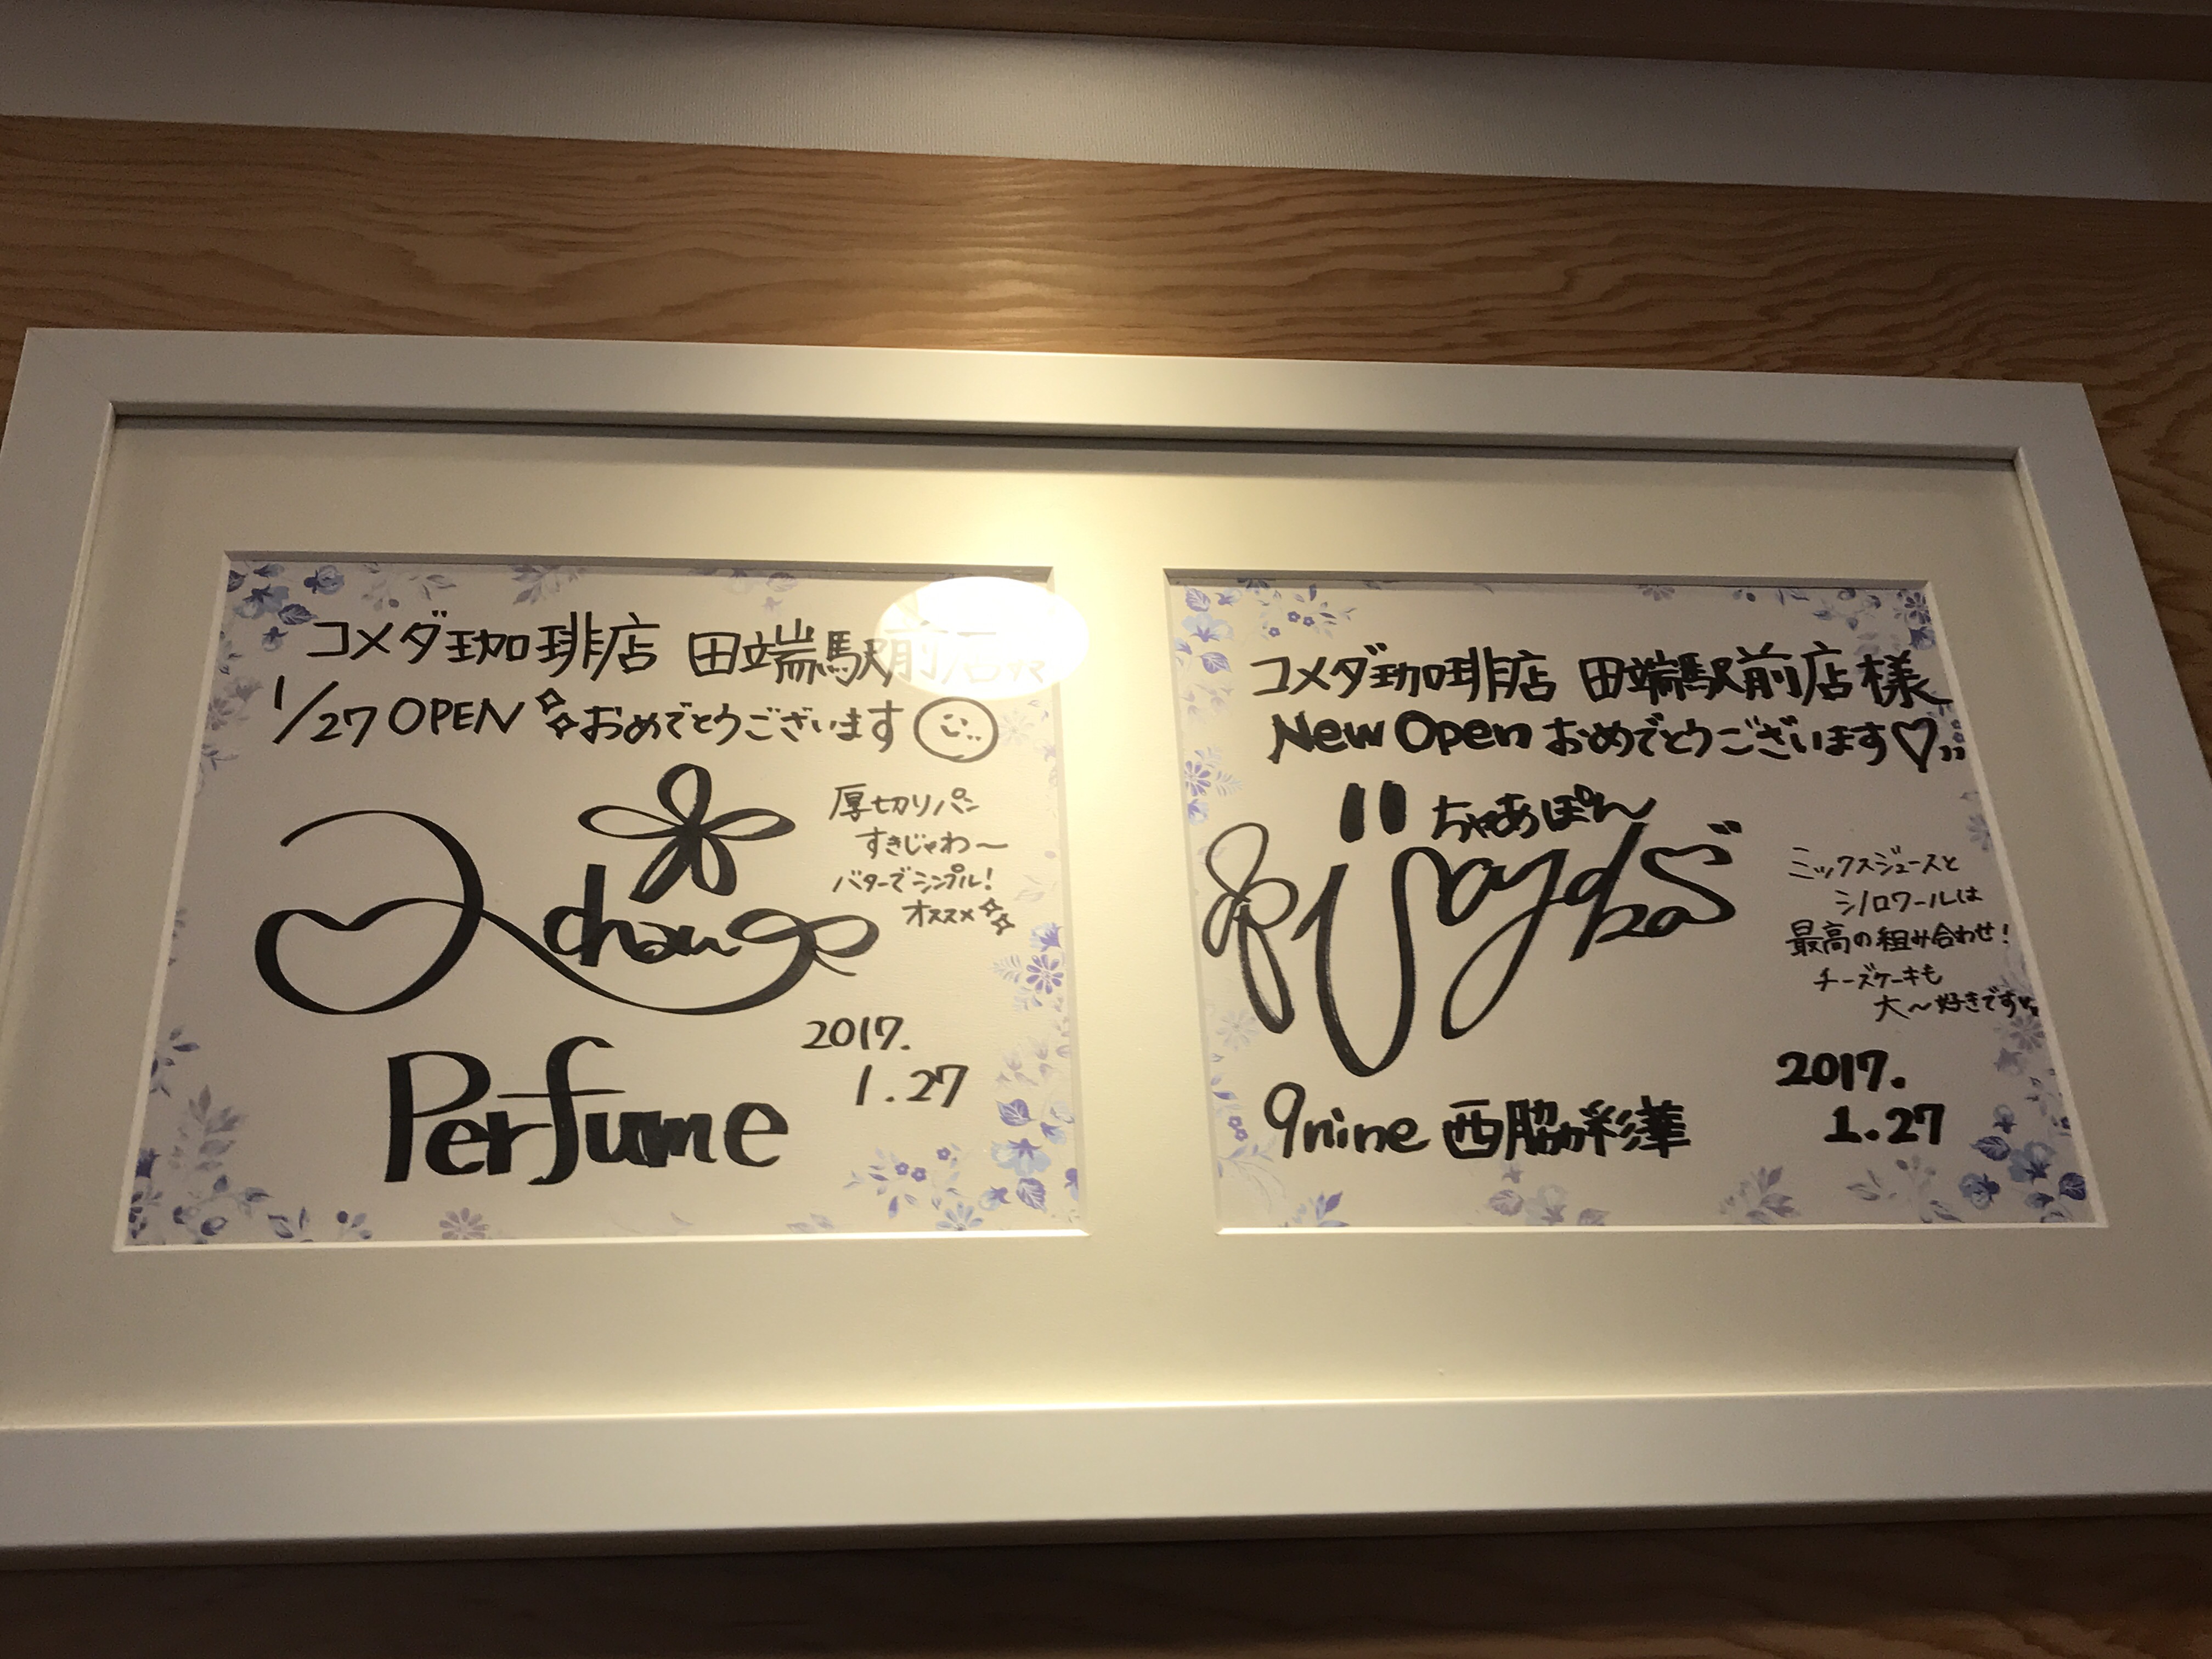 コメダ珈琲店 田端駅前店様
1/27 OPEN おめでとうございます
厚切りパン
すきじゃわ〜
バターでシンプル!
オススメ
a-chan
2017.
1.27
Perfume
コメダ珈琲店 田端駅前店様
New Open おめでとうございます♡
ちゃあぽん
ミックスジュースと
シロノワールは
最高の組み合わせ!
チーズケーキも
大〜好きです
2017.
1.27
9nine 西脇彩華